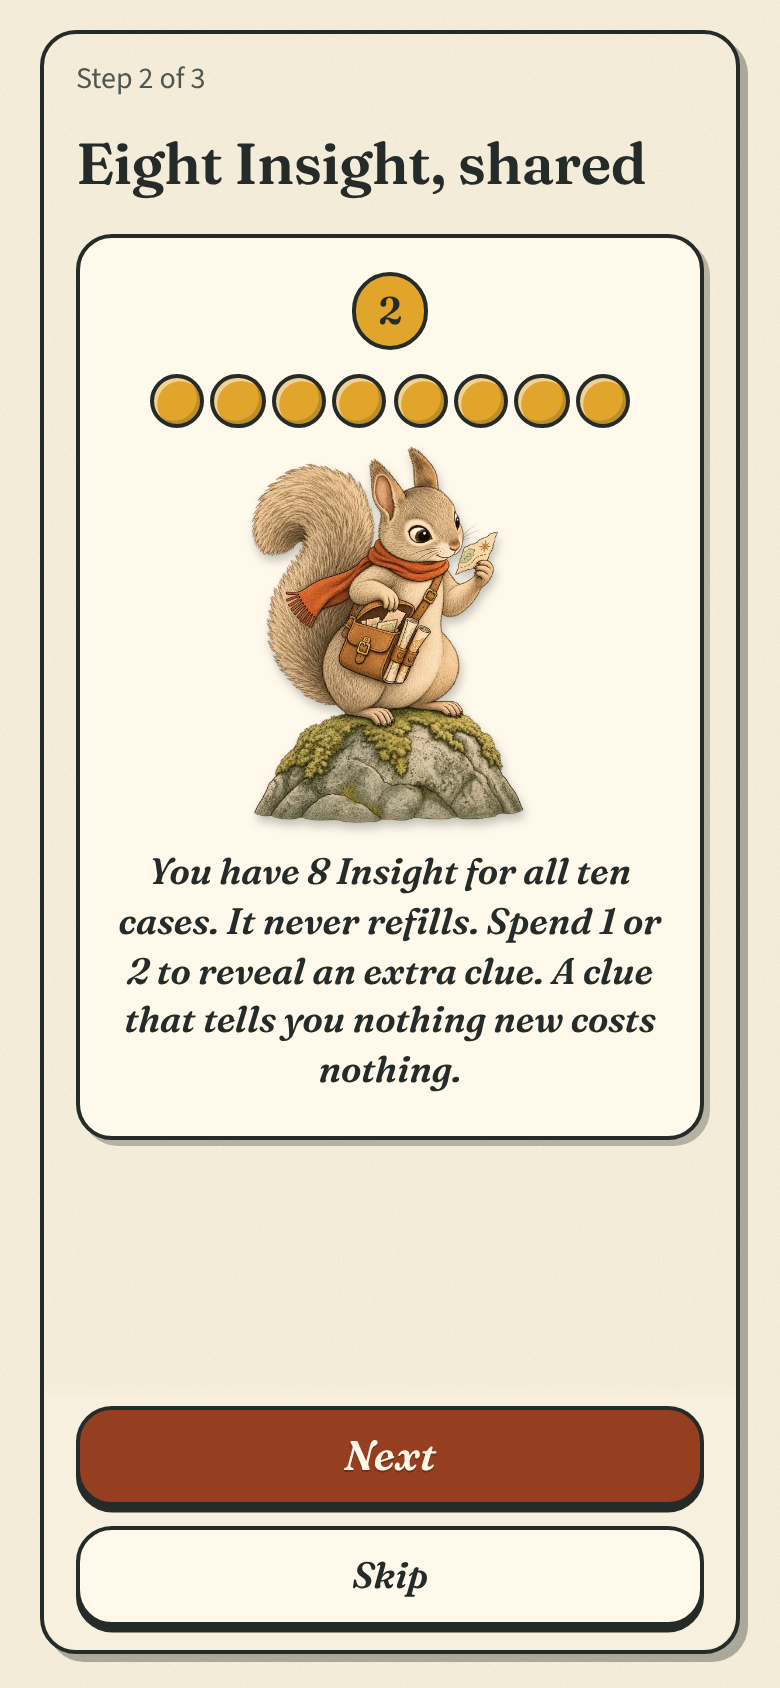 Step 2 of 3
Eight Insight, shared
2
You have 8 Insight for all ten
cases. It never refills. Spend 1 or
2 to reveal an extra clue. A clue
that tells you nothing new costs
nothing.
Next
Skip